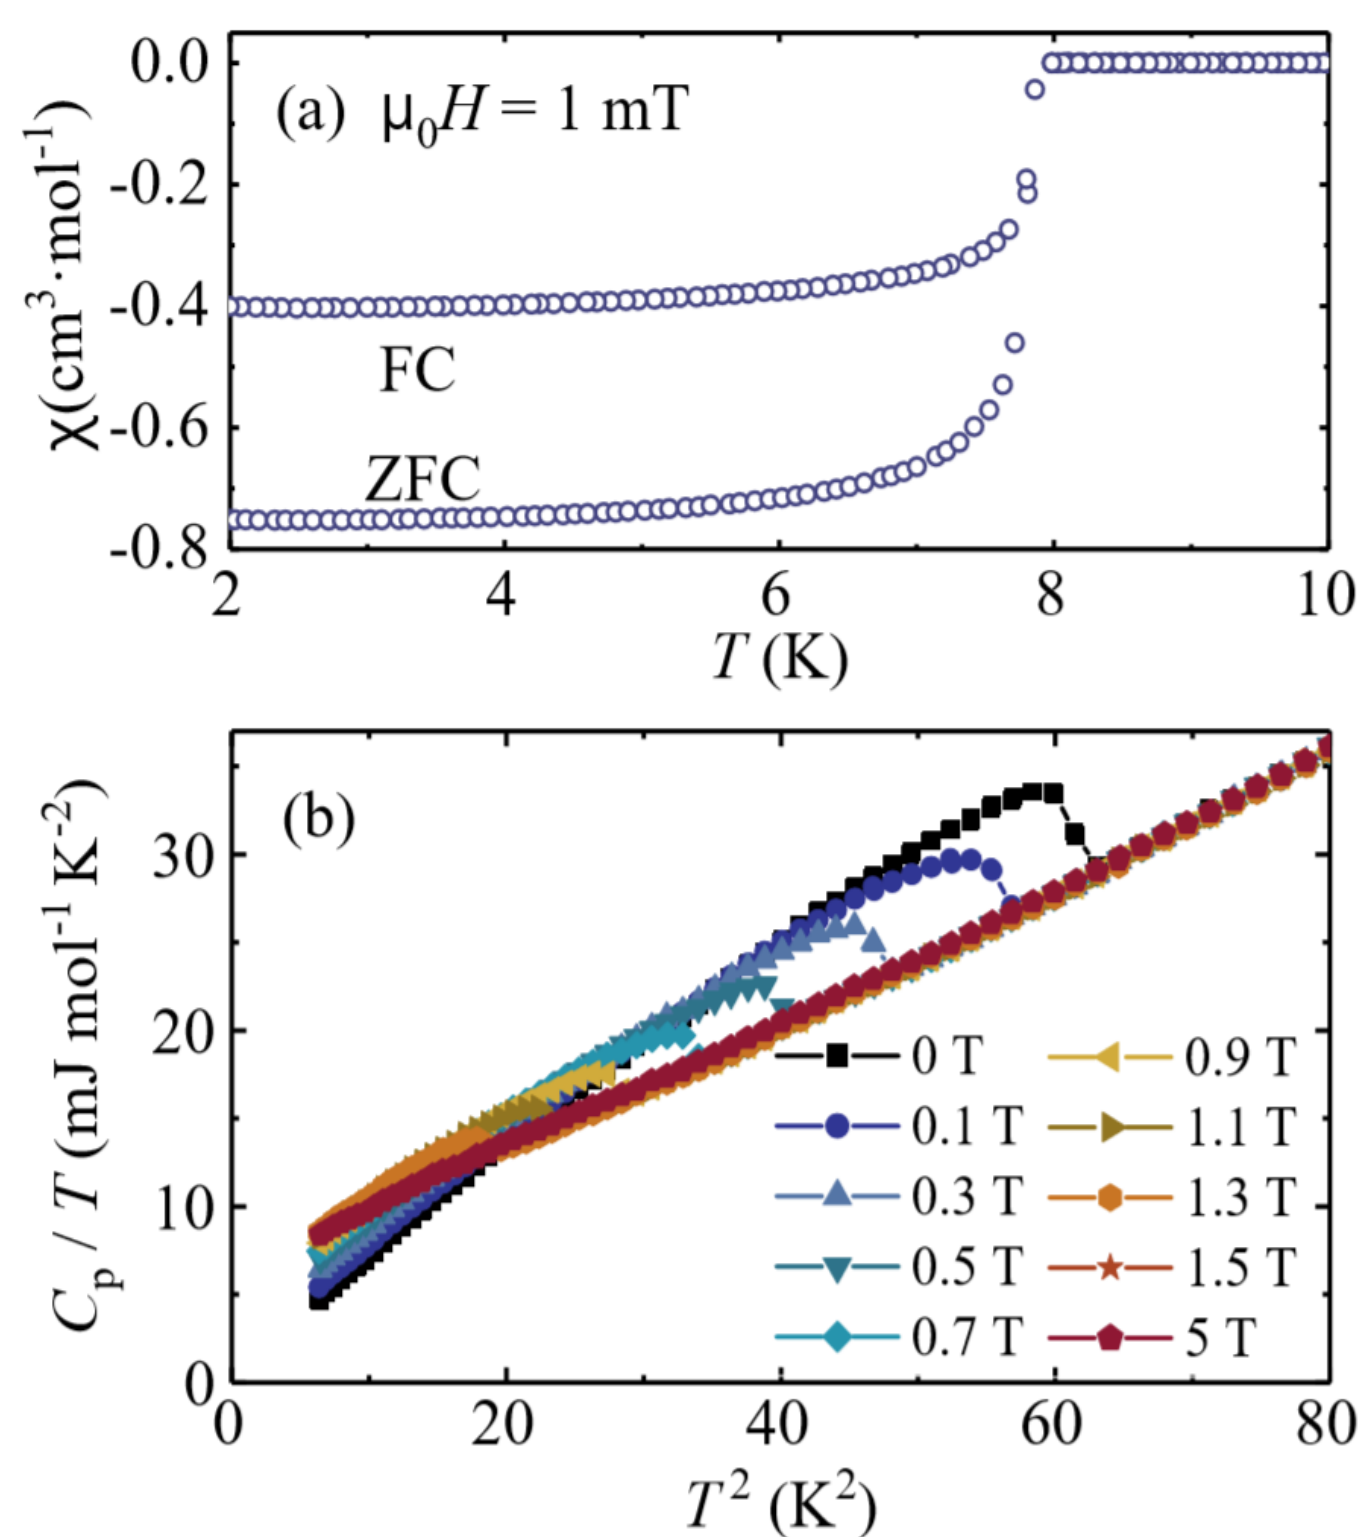 (a) μ₀H = 1 mT
χ(cm³·mol⁻¹)
0.0
-0.2
-0.4
-0.6
-0.8
FC
ZFC
2 4 6 8 10
T (K)
(b)
Cₚ / T (mJ mol⁻¹ K⁻²)
30
20
10
0
0 T 0.9 T
0.1 T 1.1 T
0.3 T 1.3 T
0.5 T 1.5 T
0.7 T 5 T
0 20 40 60 80
T² (K²)